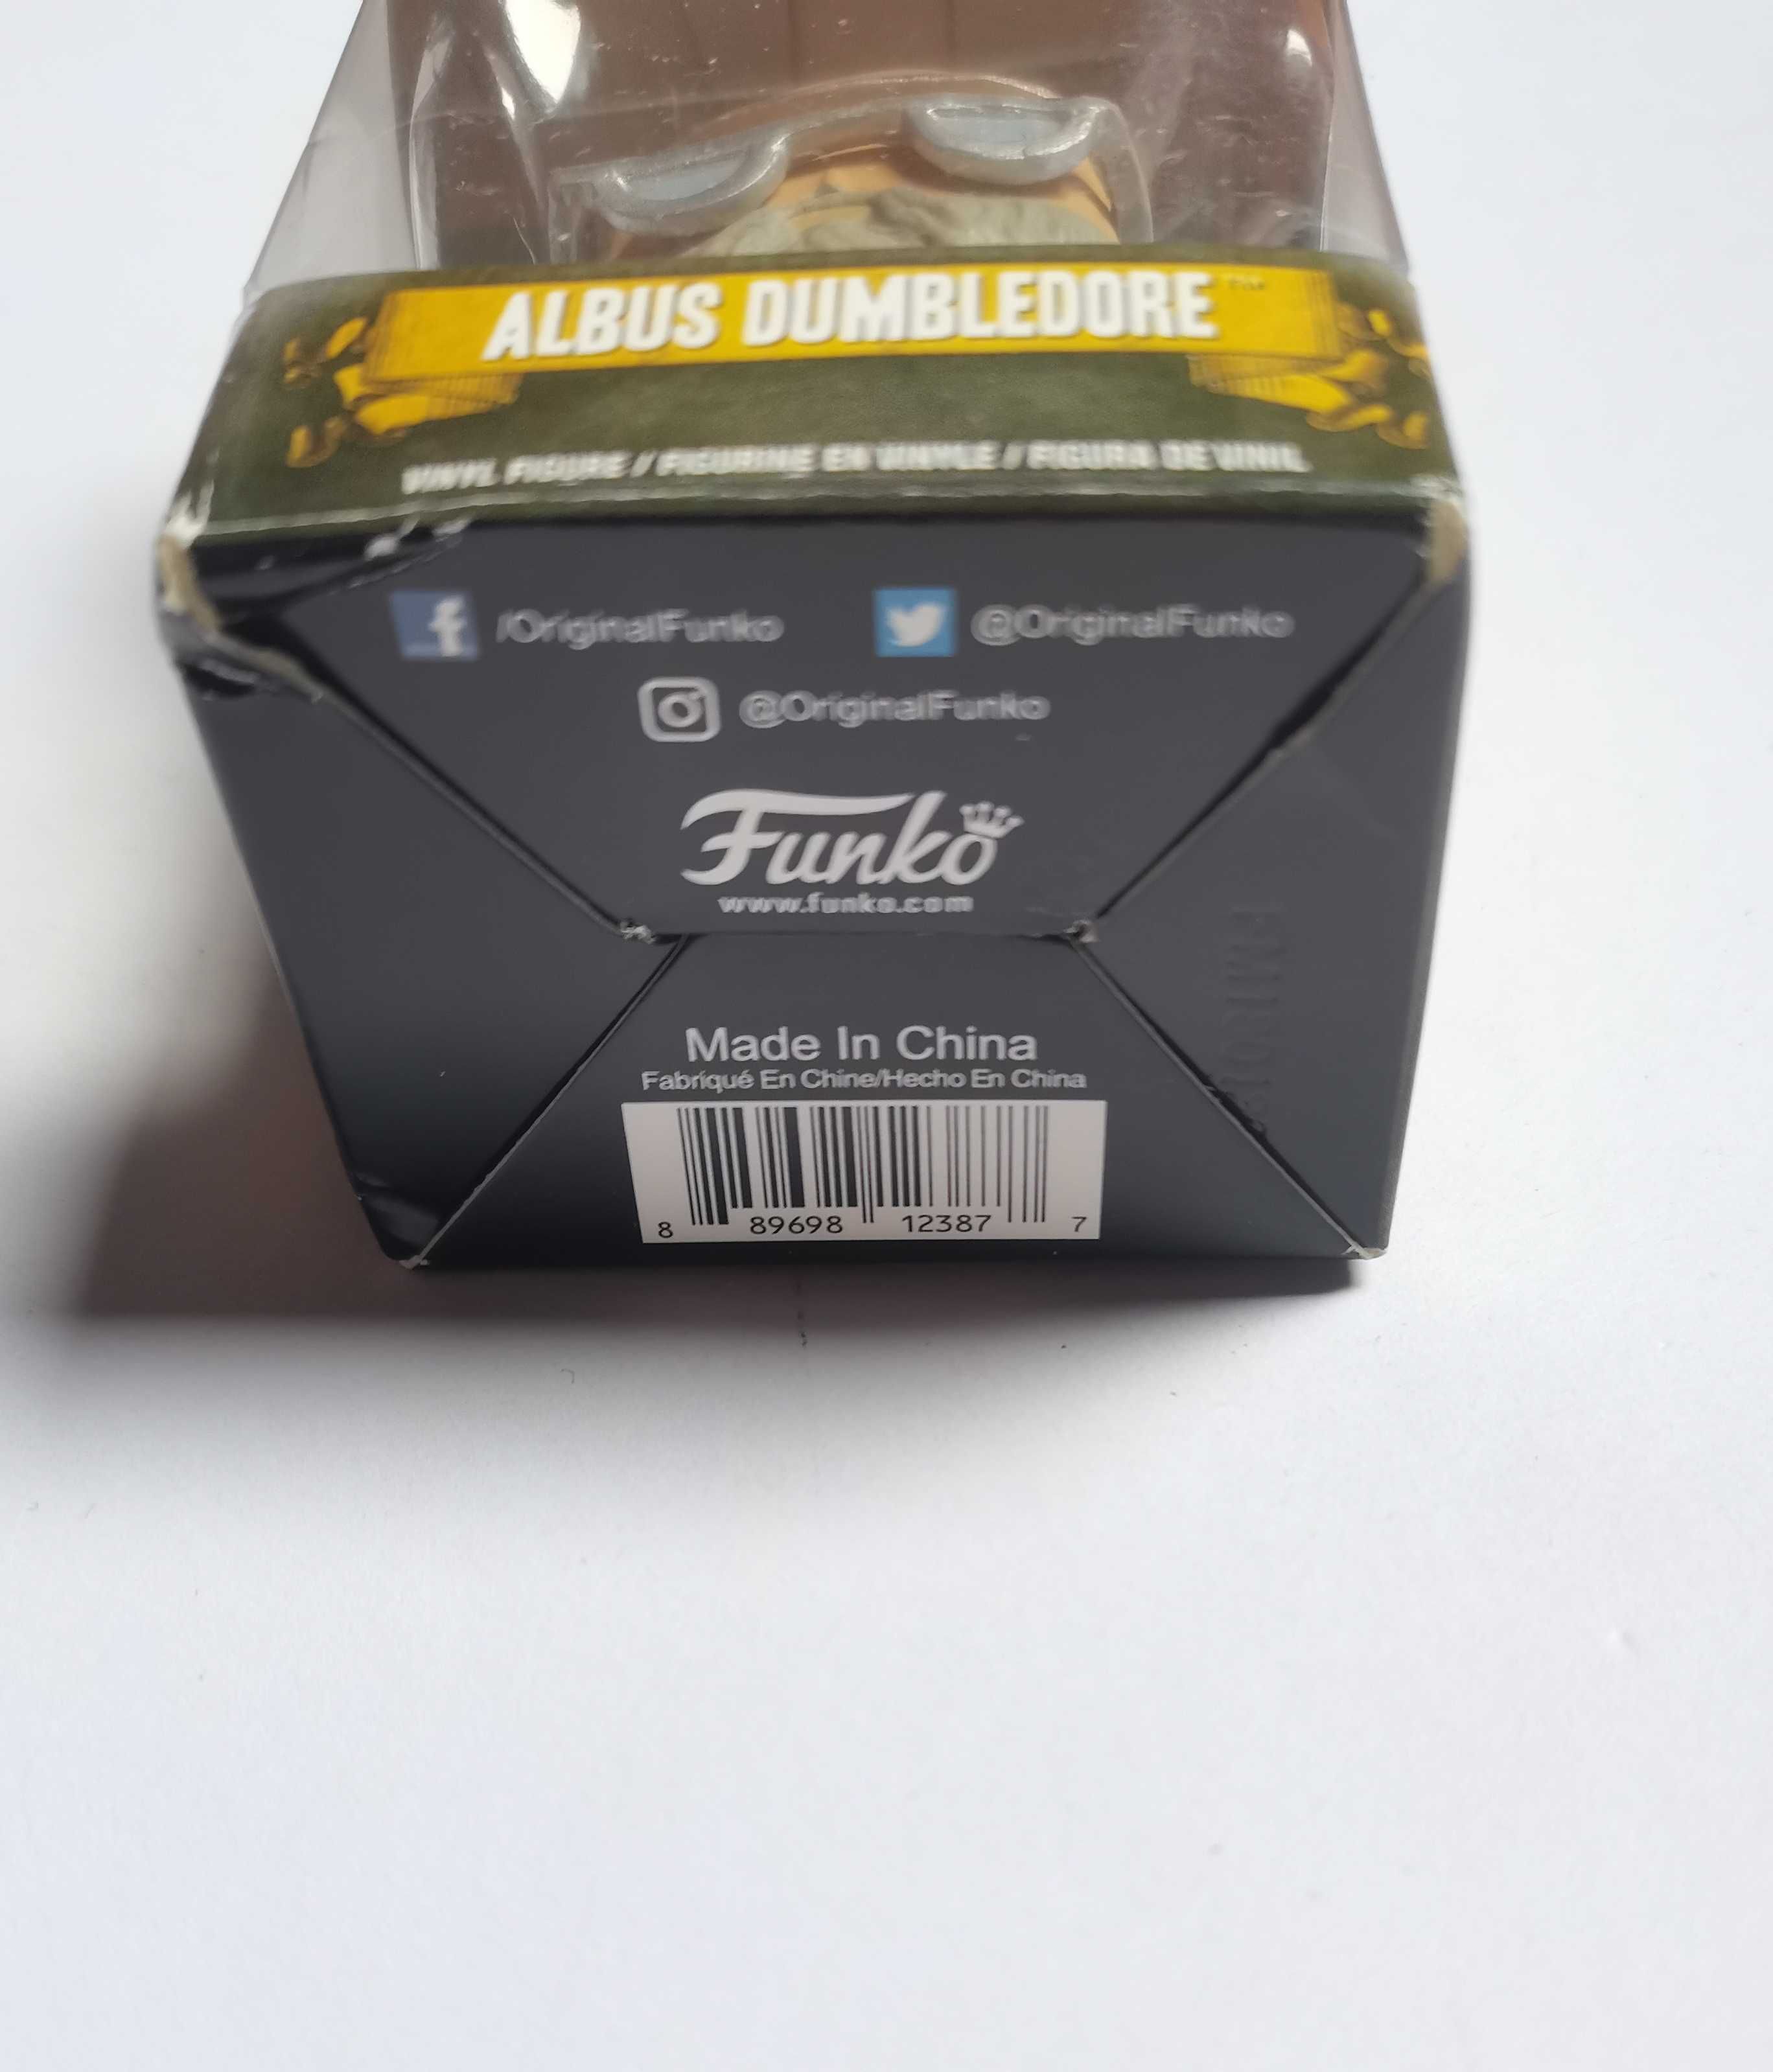 ALBUS DUMBLEDORE™
VINYL FIGURE / FIGURINE EN VINYLE / FIGURA DE VINIL
/OriginalFunko @OriginalFunko
@OriginalFunko
Funko
www.funko.com
Made In China
Fabriqué En Chine/Hecho En China
8 89698 12387 7